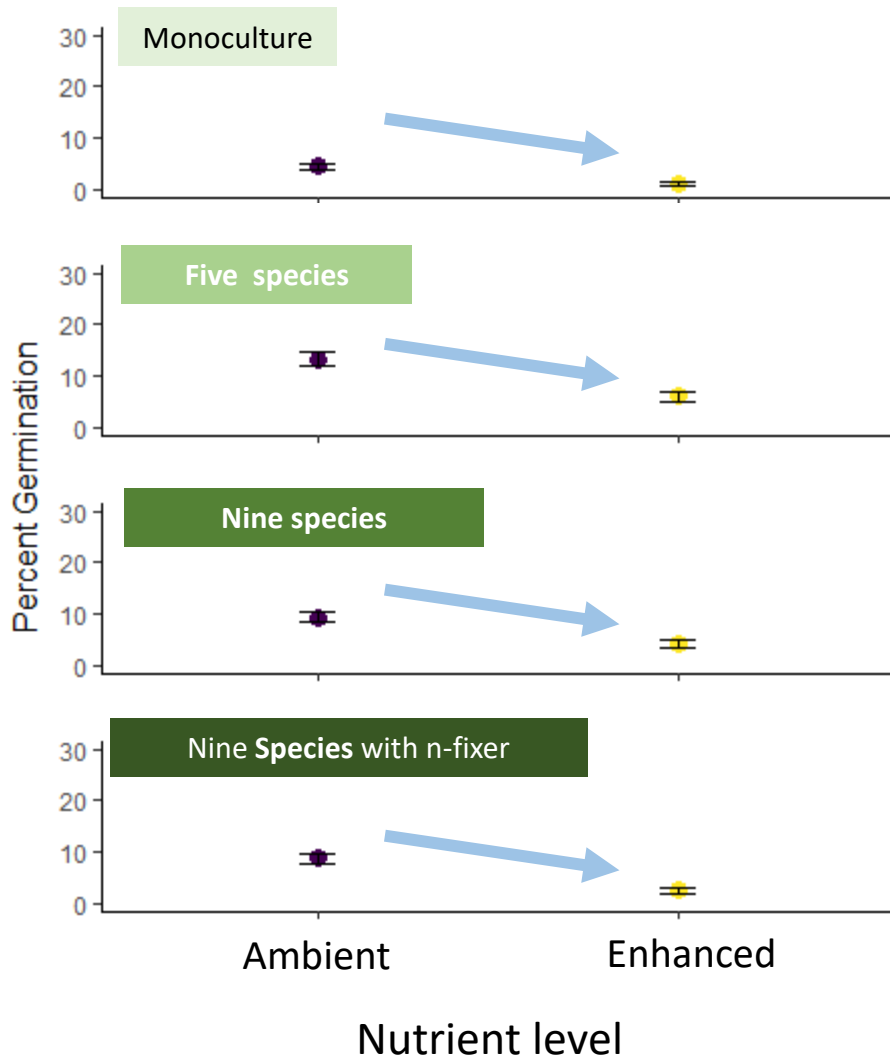 Percent Germination
Monoculture
30
20
10
0
Five species
30
20
10
0
Nine species
30
20
10
0
Nine Species with n-fixer
30
20
10
0
Ambient Enhanced
Nutrient level